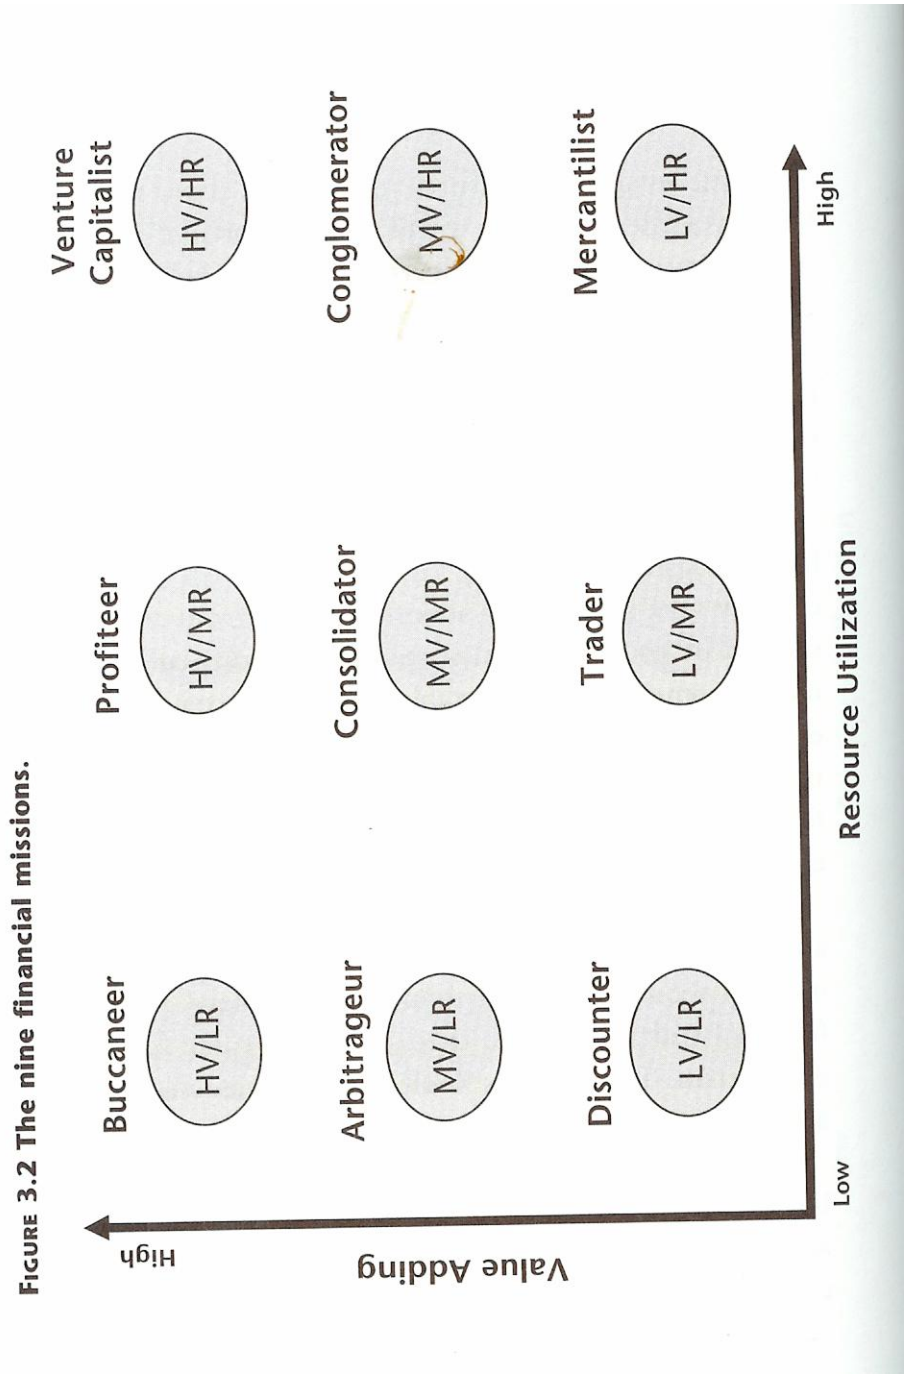 FIGURE 3.2 The nine financial missions.
High
Value Adding
Buccaneer
HV/LR
Profiteer
HV/MR
Venture
Capitalist
HV/HR
Arbitrageur
MV/LR
Consolidator
MV/MR
Conglomerator
MV/HR
Discounter
LV/LR
Trader
LV/MR
Mercantilist
LV/HR
Low
Resource Utilization
High